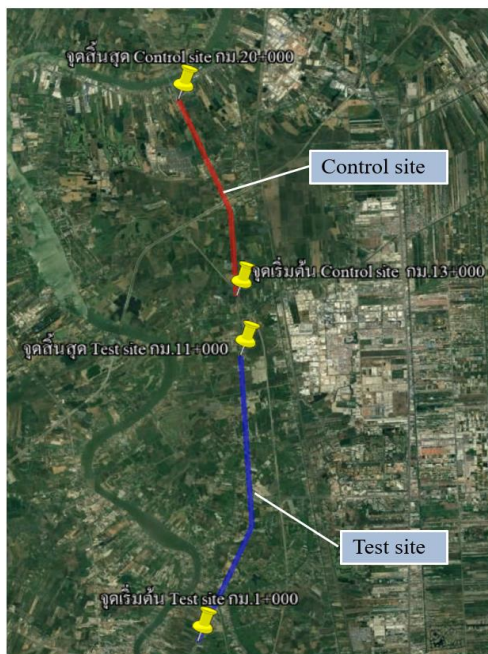 จุดสิ้นสุด Control site กม.20+000
Control site
จุดเริ่มต้น Control site กม.13+000
จุดสิ้นสุด Test site กม.11+000
Test site
จุดเริ่มต้น Test site กม.1+000